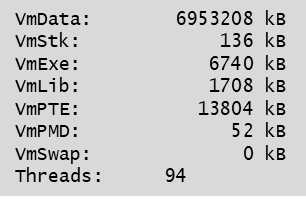 VmData:	 6953208 kB
VmStk:	     136 kB
VmExe:	    6740 kB
VmLib:	    1708 kB
VmPTE:	   13804 kB
VmPMD:	      52 kB
VmSwap:	       0 kB
Threads:	94